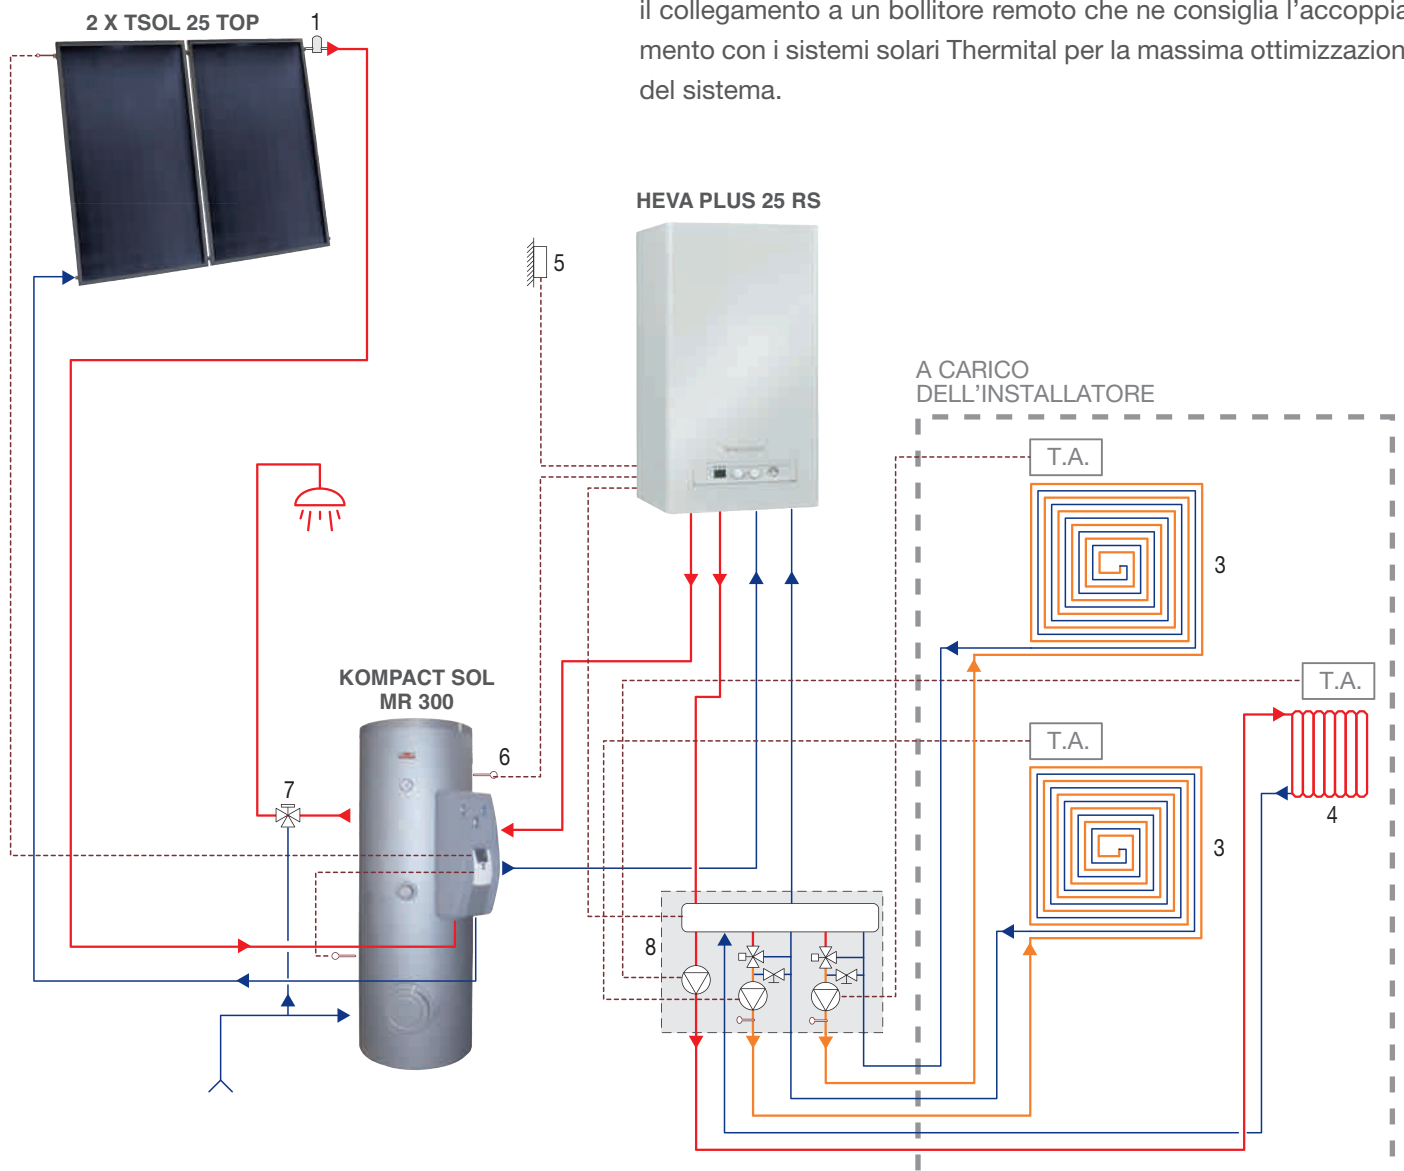 il collegamento a un bollitore remoto che ne consiglia l’accoppia
mento con i sistemi solari Thermital per la massima ottimizzazion
del sistema.
2 X TSOL 25 TOP
1
HEVA PLUS 25 RS
5
A CARICO
DELL’INSTALLATORE
T.A.
3
KOMPACT SOL
MR 300
T.A.
6
T.A.
7
4
3
8